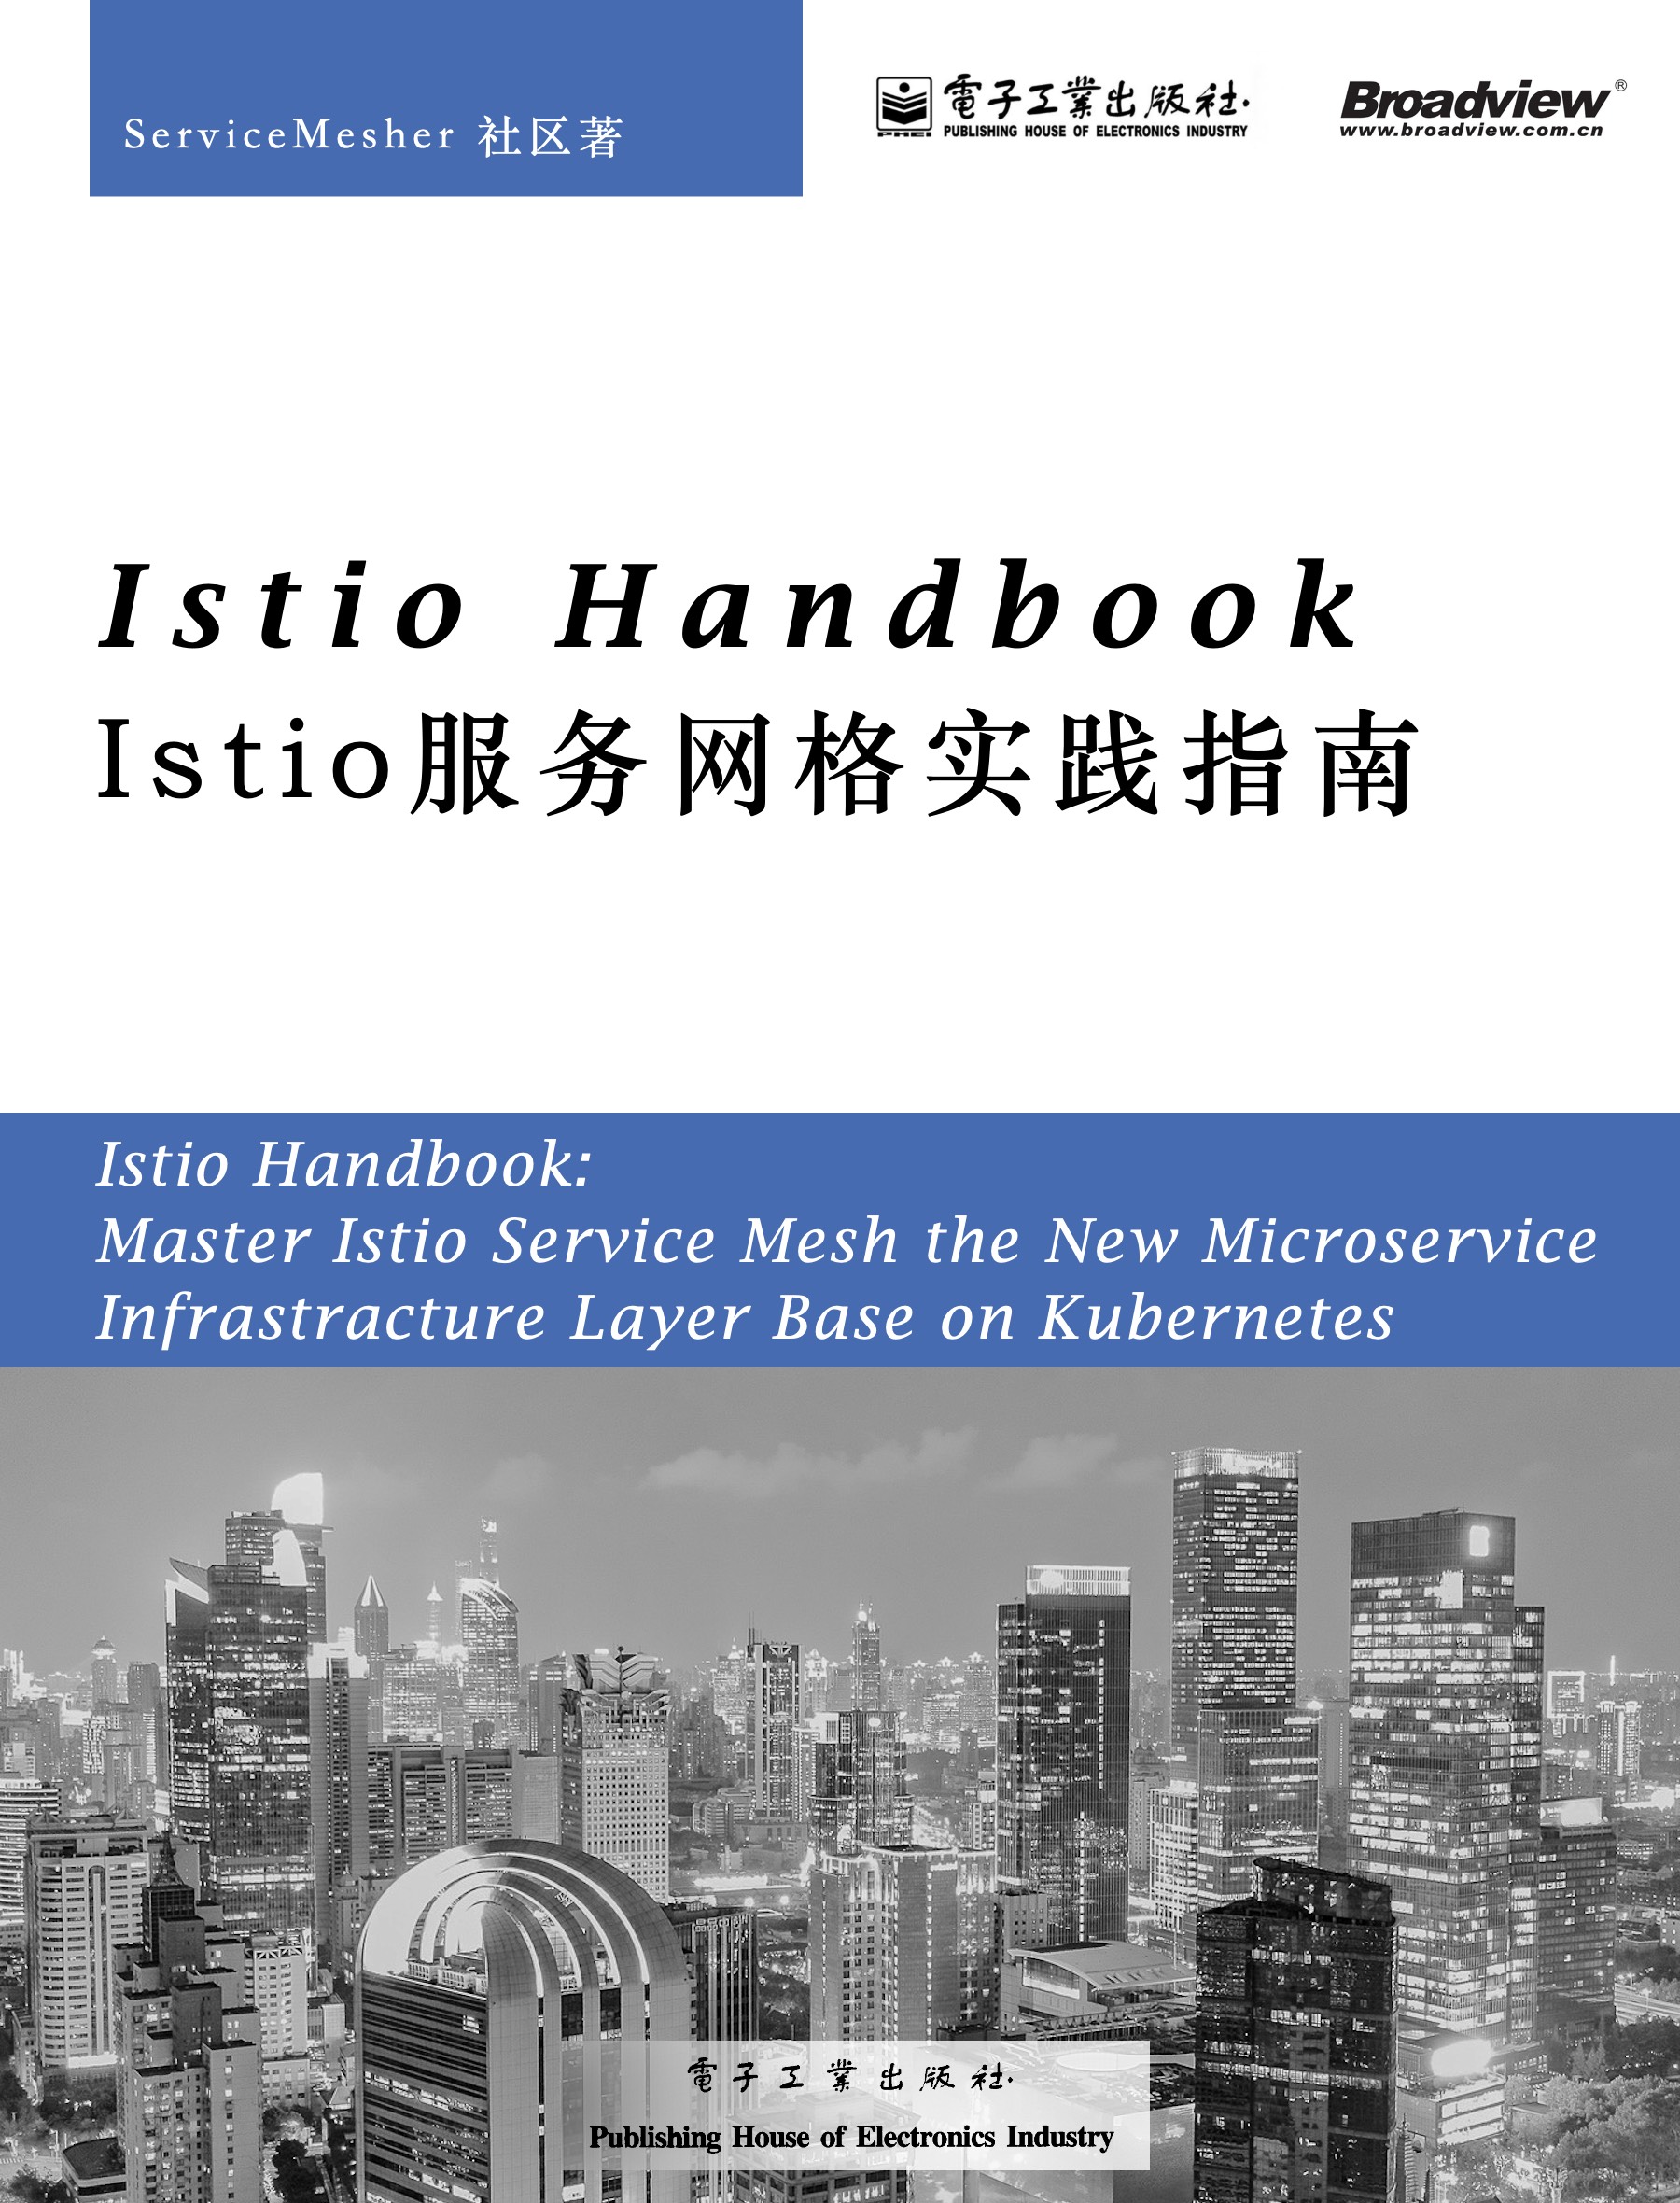 ServiceMesher 社区著
電子工業出版社·
PHEI
PUBLISHING HOUSE OF ELECTRONICS INDUSTRY
Broadview®
www.broadview.com.cn
Istio Handbook
Istio服务网格实践指南
Istio Handbook:
Master Istio Service Mesh the New Microservice
Infrastracture Layer Base on Kubernetes
電子工業出版社·
Publishing House of Electronics Industry